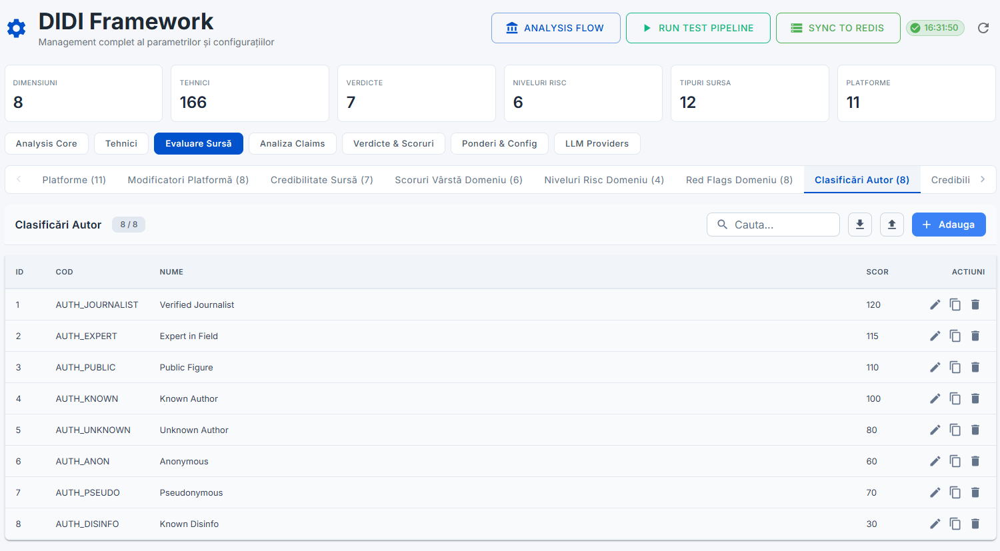 DIDI Framework
Management complet al parametrilor și configurațiilor
ANALYSIS FLOW
RUN TEST PIPELINE
SYNC TO REDIS
16:31:50
DIMENSIUNI
8
TEHNICI
166
VERDICTE
7
NIVELURI RISC
6
TIPURI SURSA
12
PLATFORME
11
Analysis Core
Tehnici
Evaluare Sursă
Analiza Claims
Verdicte & Scoruri
Ponderi & Config
LLM Providers
Platforme (11)
Modificatori Platformă (8)
Credibilitate Sursă (7)
Scoruri Vârstă Domeniu (6)
Niveluri Risc Domeniu (4)
Red Flags Domeniu (8)
Clasificări Autor (8)
Credibili
Clasificări Autor
8 / 8
Cauta...
Adauga
ID COD NUME SCOR ACTIUNI
1 AUTH_JOURNALIST Verified Journalist 120
2 AUTH_EXPERT Expert in Field 115
3 AUTH_PUBLIC Public Figure 110
4 AUTH_KNOWN Known Author 100
5 AUTH_UNKNOWN Unknown Author 80
6 AUTH_ANON Anonymous 60
7 AUTH_PSEUDO Pseudonymous 70
8 AUTH_DISINFO Known Disinfo 30